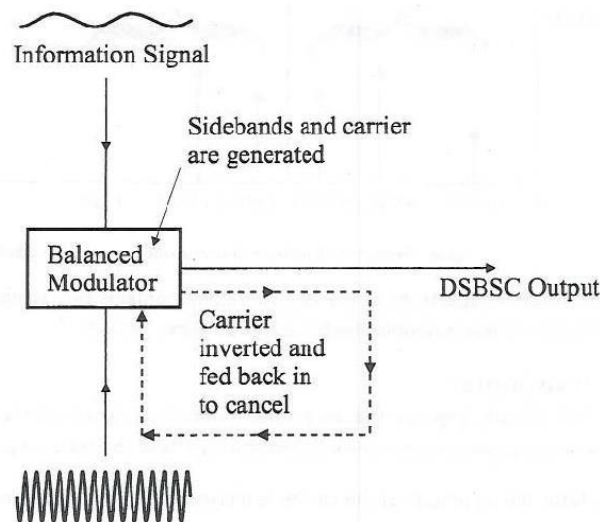 Information Signal
Sidebands and carrier
are generated
Balanced
Modulator
DSBSC Output
Carrier
inverted and
fed back in
to cancel